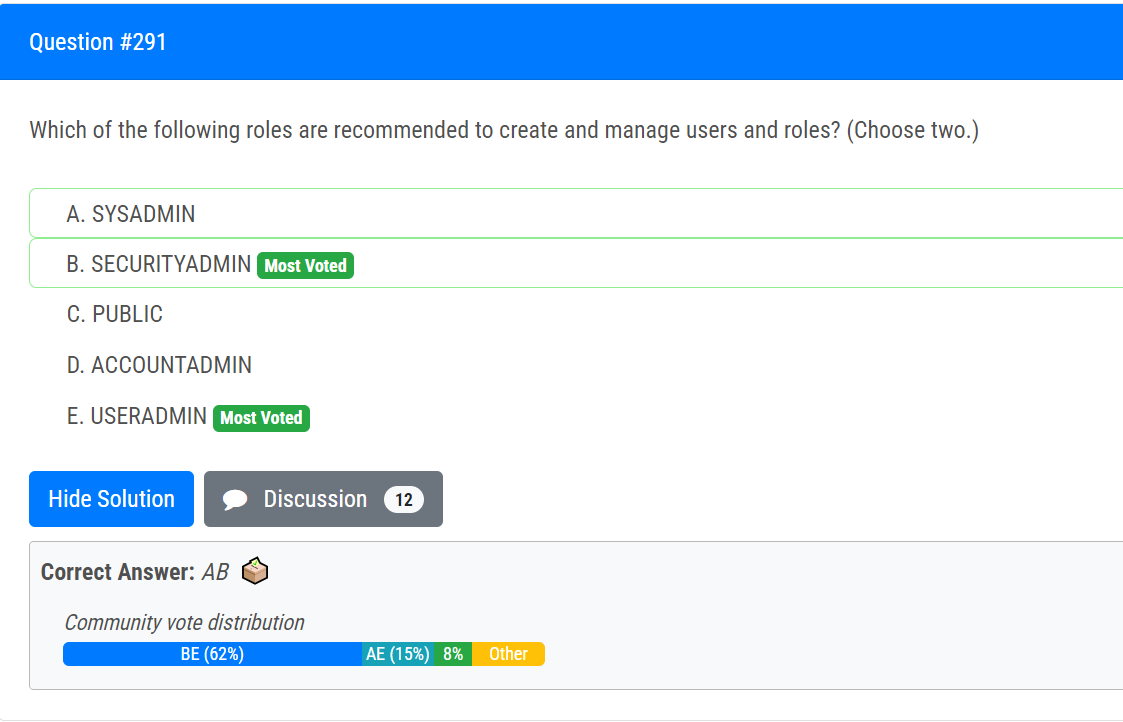 Question #291
Which of the following roles are recommended to create and manage users and roles? (Choose two.)
A. SYSADMIN
B. SECURITYADMIN Most Voted
C. PUBLIC
D. ACCOUNTADMIN
E. USERADMIN Most Voted
Hide Solution Discussion 12
Correct Answer: AB
Community vote distribution
BE (62%) AE (15%) 8% Other